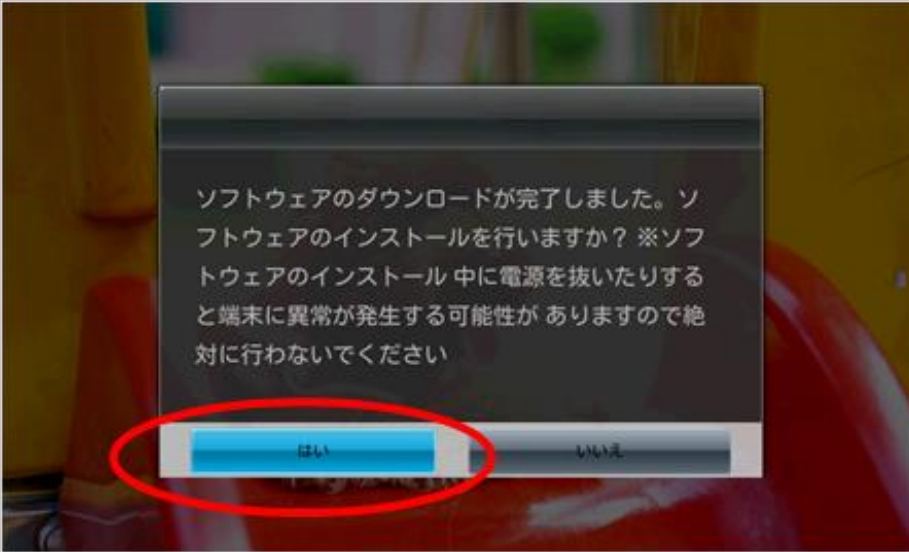 ソフトウェアのダウンロードが完了しました。ソ
フトウェアのインストールを行いますか？ ※ソフ
トウェアのインストール 中に電源を抜いたりする
と端末に異常が発生する可能性が ありますので絶
対に行わないでください
はい
いいえ